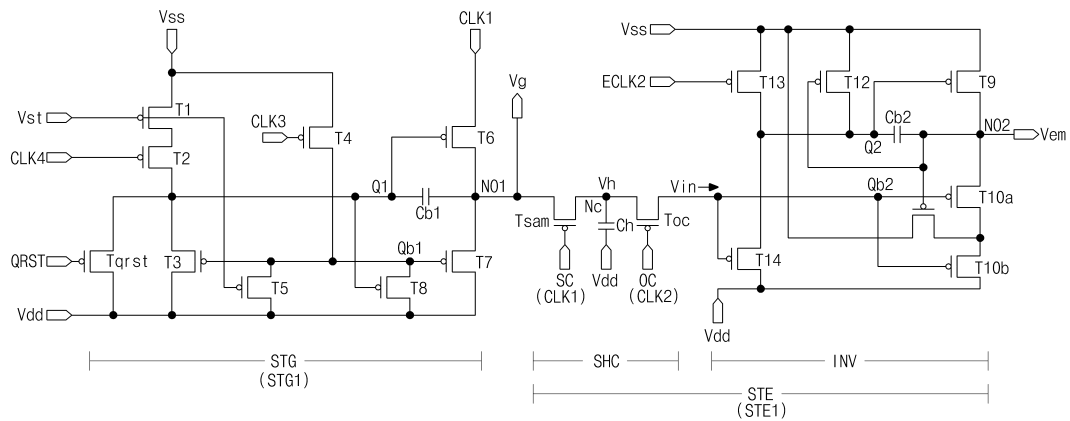 Vss
CLK1
Vss
Vg
ECLK2
T13
T12
T9
Vst
T1
CLK3
T4
T6
Cb2
NO2
Vem
CLK4
T2
Q2
Q1
Cb1
NO1
Vh
Vin
Qb2
Tsam
Nc
Ch
Toc
T10a
QRST
Tqrst
T3
Qb1
T7
T14
T10b
T5
T8
SC
(CLK1)
Vdd
OC
(CLK2)
Vdd
Vdd
STG
(STG1)
SHC
INV
STE
(STE1)